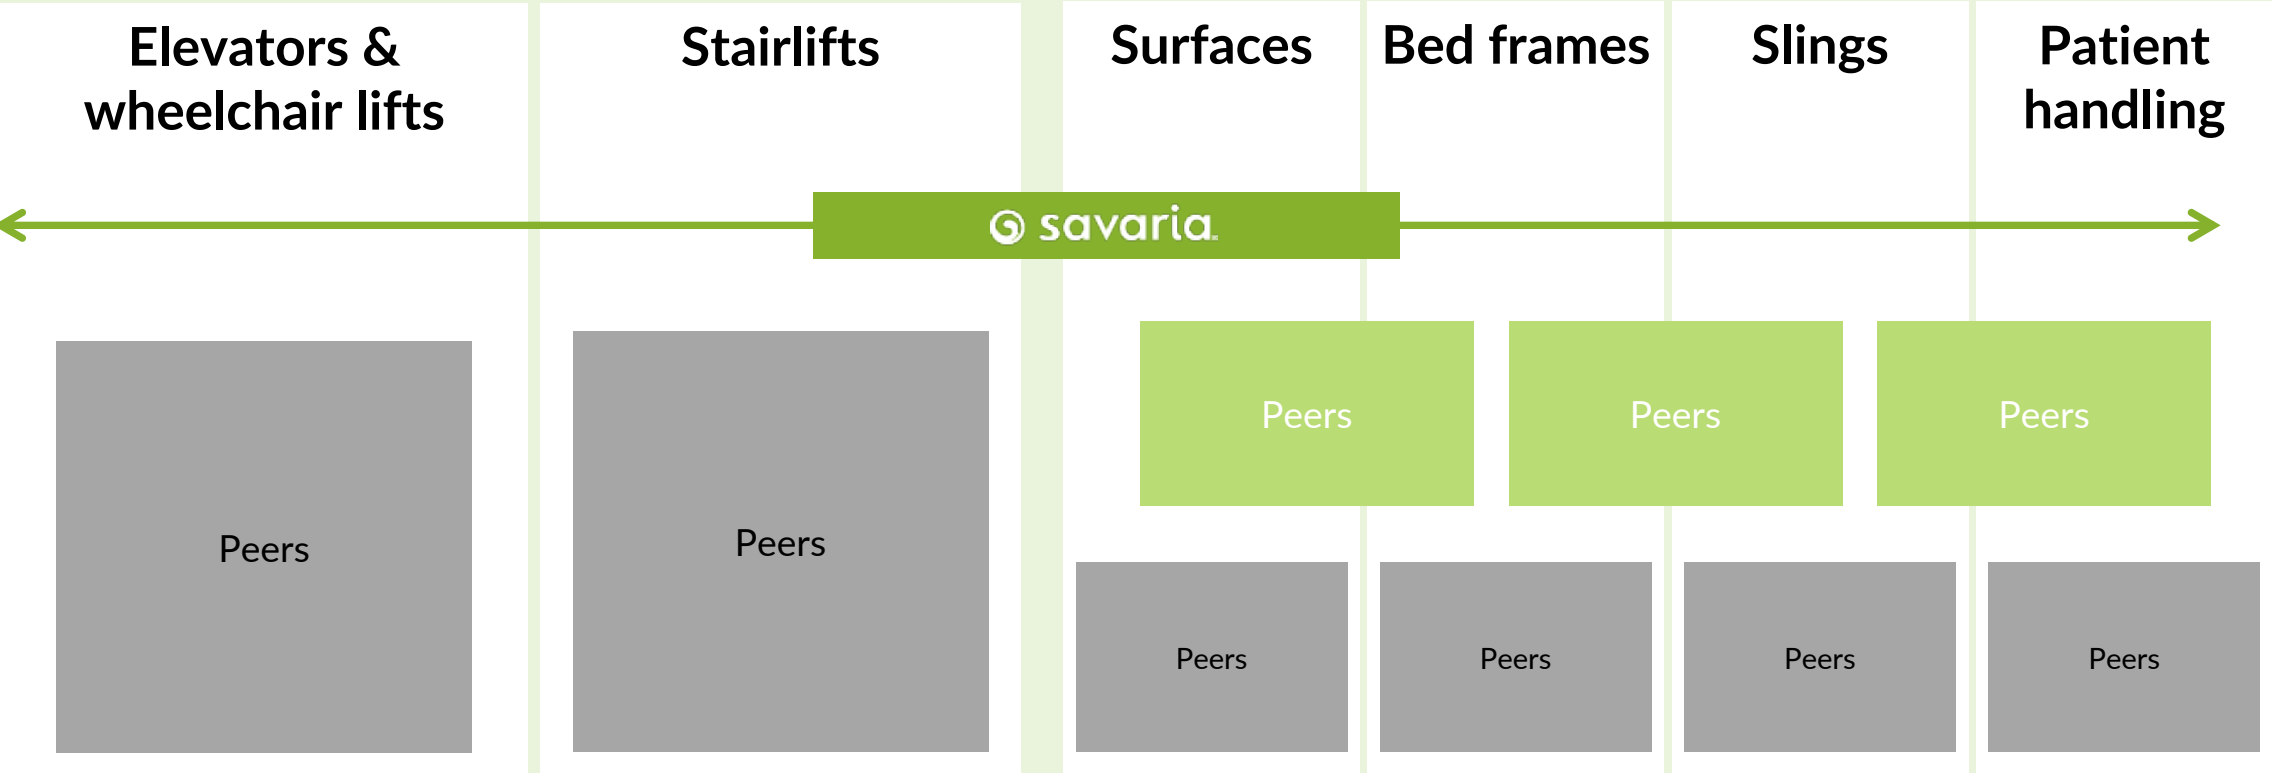 Elevators &
wheelchair lifts
Stairlifts
Surfaces
Bed frames
Slings
Patient
handling
savaria.
Peers
Peers
Peers
Peers
Peers
Peers
Peers
Peers
Peers